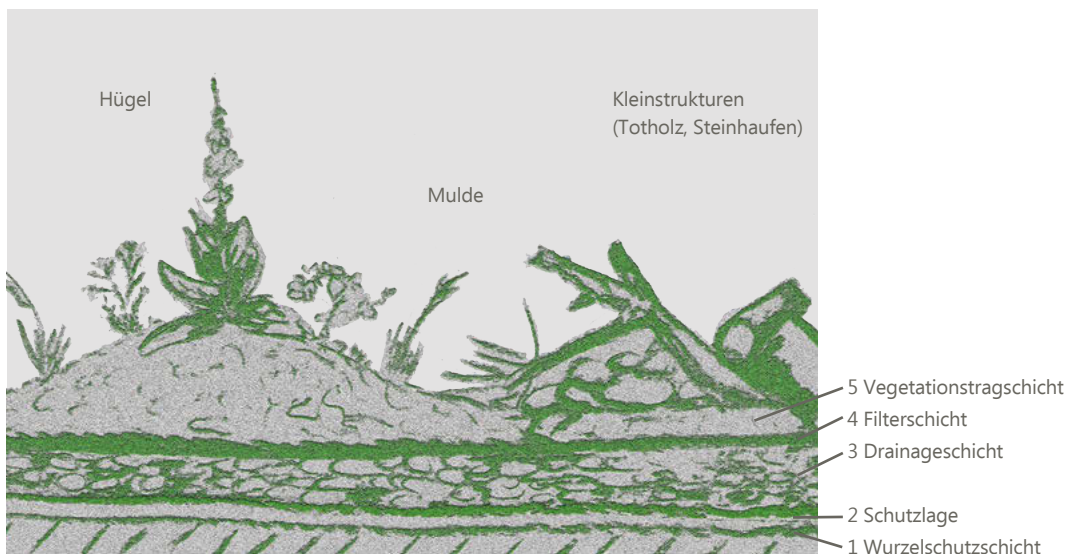 Hügel
Kleinstrukturen
(Totholz, Steinhaufen)
Mulde
5 Vegetationstragschicht
4 Filterschicht
3 Drainageschicht
2 Schutzlage
1 Wurzelschutzschicht